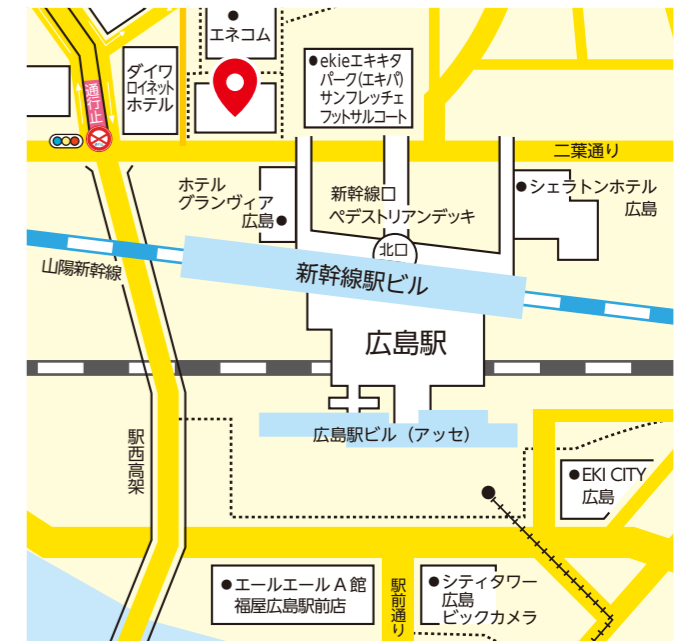 エネコム
ekieエキキタ
パーク(エキパ)
サンフレッチェ
フットサルコート
ダイワ
ロイネット
ホテル
通行止
二葉通り
ホテル
グランヴィア
広島
新幹線口
ペデストリアンデッキ
シェラトンホテル
広島
北口
山陽新幹線
新幹線駅ビル
広島駅
広島駅ビル（アッセ）
駅西高架
EKI CITY
広島
エールエールA館
福屋広島駅前店
駅前通り
シティタワー
広島
ビックカメラ